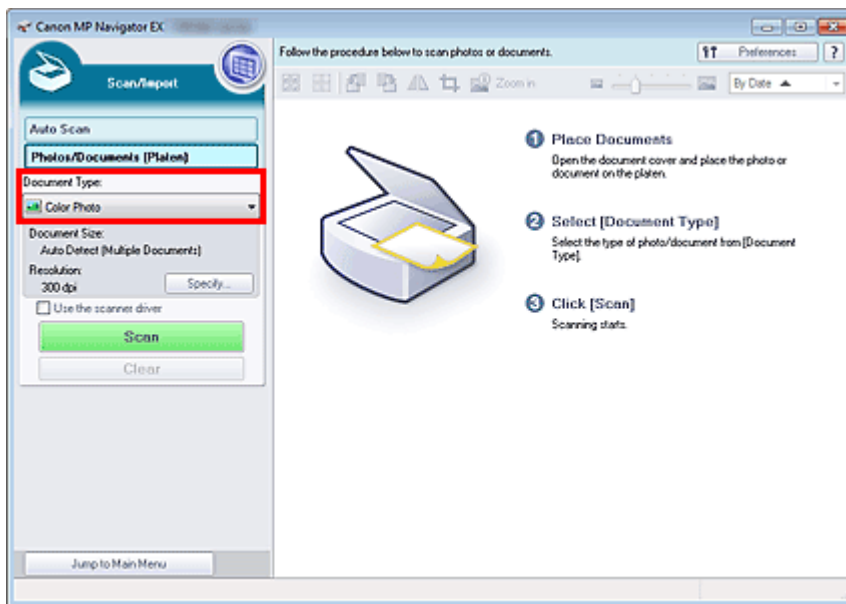 Canon MP Navigator EX
Scan/Import
Auto Scan
Photos/Documents (Platen)
Document Type:
Color Photo
Document Size:
Auto Detect (Multiple Documents)
Resolution:
300 dpi
Specify...
Use the scanner driver
Scan
Clear
Jump to Main Menu
Follow the procedure below to scan photos or documents.
Preferences
?
Zoom in
By Date
1 Place Documents
Open the document cover and place the photo or
document on the platen.
2 Select [Document Type]
Select the type of photo/document from [Document
Type].
3 Click [Scan]
Scanning starts.